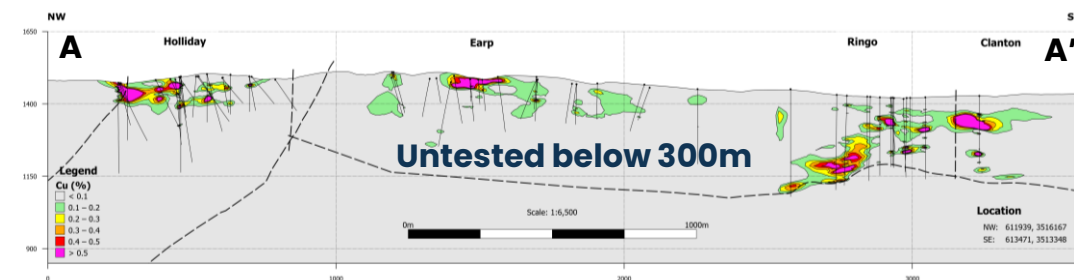 NW
S
A
Holliday
Earp
Ringo
Clanton
A'
1650
1400
1150
900
Untested below 300m
Legend
Cu (%)
< 0.1
0.1 – 0.2
0.2 – 0.3
0.3 – 0.4
0.4 – 0.5
> 0.5
Scale: 1:6,500
0m
1000m
Location
NW: 611939, 3516167
SE: 613471, 3513348
0
1000
2000
3000